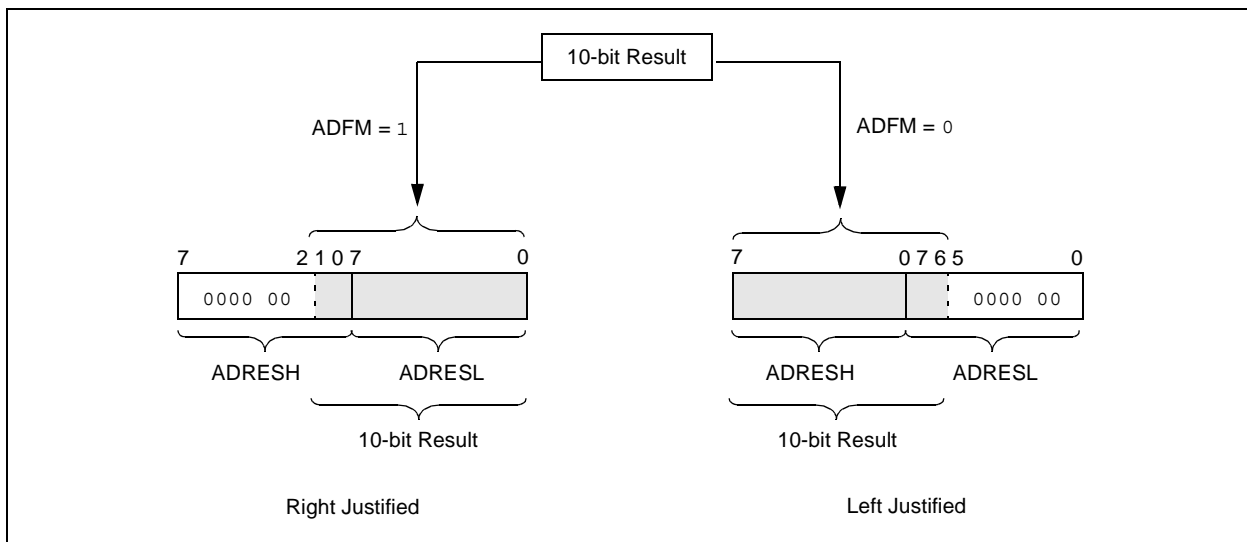 10-bit Result
ADFM = 1
ADFM = 0
7 2 1 0 7 0
7 0 7 6 5 0
0000 00
0000 00
ADRESH ADRESL
ADRESH ADRESL
10-bit Result
10-bit Result
Right Justified
Left Justified